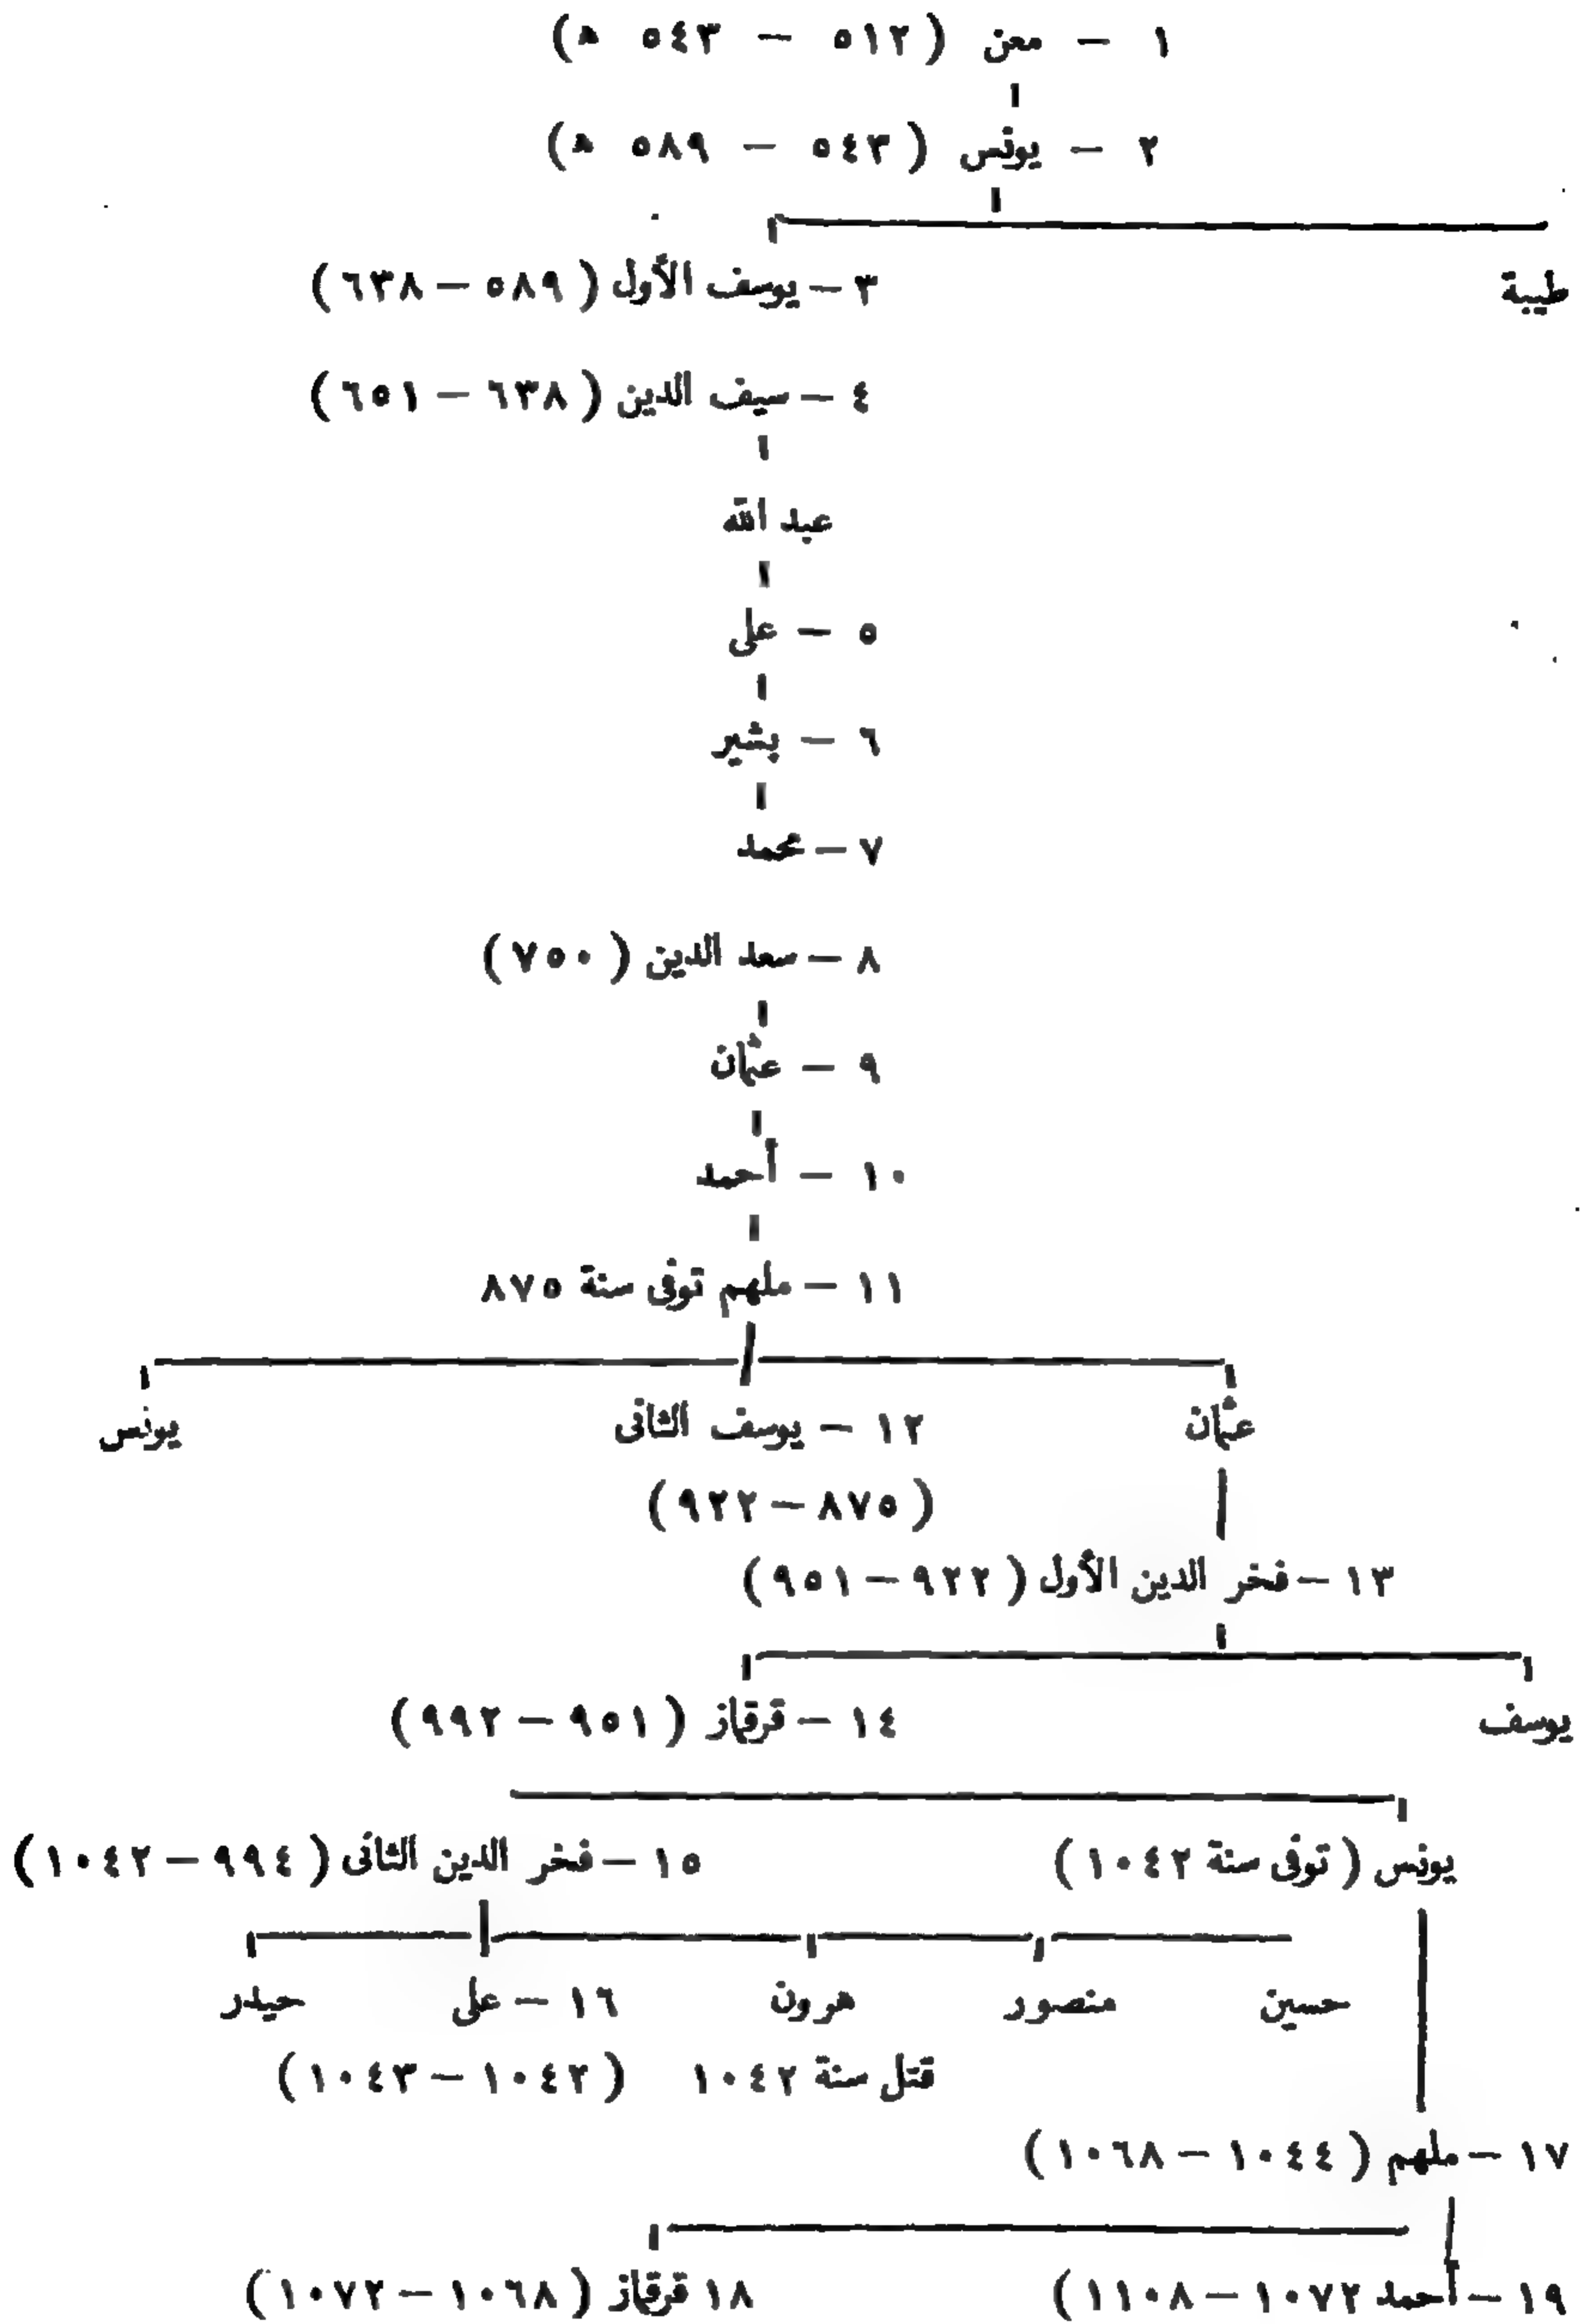 ١ – معن (٥١٢ – ٥٤٣ ه)
٢ – يونس (٥٤٣ – ٥٨٩ ه)
طيبة
٣ – يوسف الأول (٥٨٩ – ٦٣٨)
٤ – سيف الدين (٦٣٨ – ٦٥١)
عبد الله
٥ – على
٦ – بشير
٧ – محمد
٨ – سعد الدين (٧٥٠)
٩ – عثمان
١٠ – أحمد
١١ – ملهم توفى سنة ٨٧٥
عثمان ١٢ – يوسف الثانى يونس
(٨٧٥ – ٩٢٢)
١٣ – فخر الدين الأول (٩٢٢ – ٩٥١)
يوسف ١٤ – قرقماز (٩٥١ – ٩٩٢)
يونس (توفى سنة ١٠٤٢) ١٥ – فخر الدين الثانى (٩٩٤ – ١٠٤٢)
حسين منصور هرون ١٦ – على حيدر
قتل سنة ١٠٤٢ (١٠٤٢ – ١٠٤٣)
١٧ – ملهم (١٠٤٤ – ١٠٦٨)
١٩ – أحمد ١٠٧٢ – ١١٠٨) ١٨ قرقماز (١٠٦٨ – ١٠٧٢)